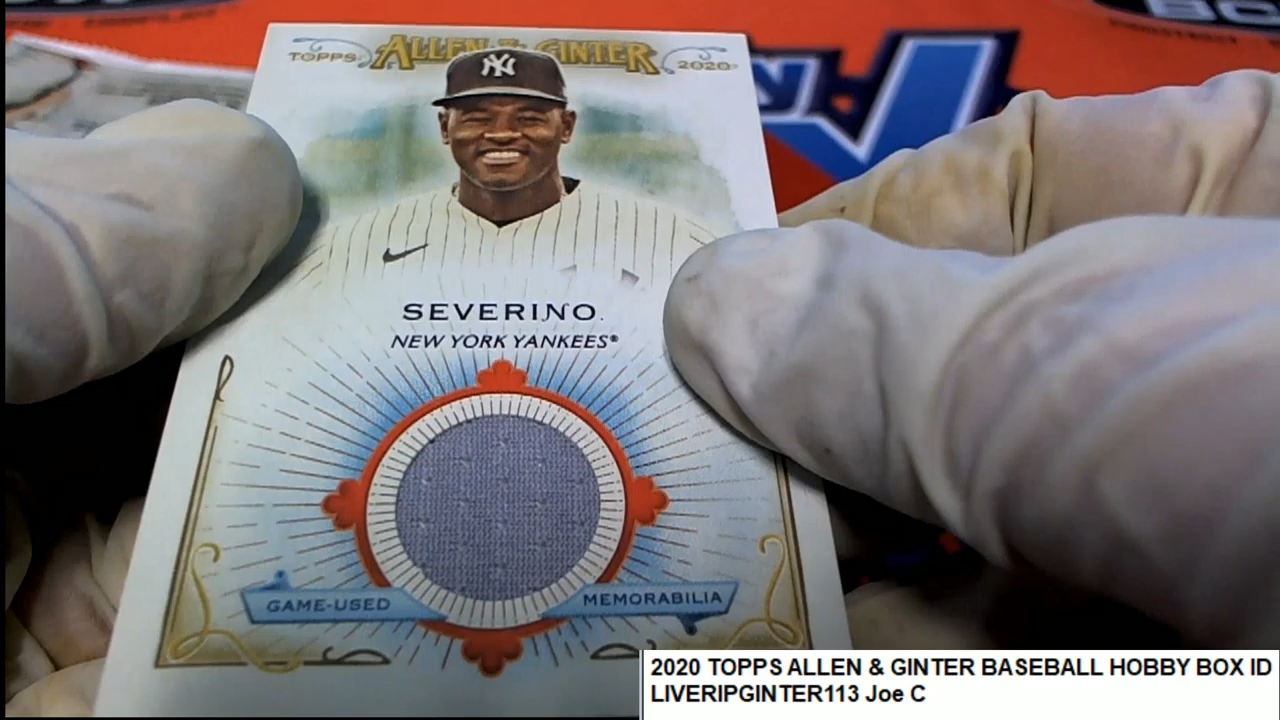 TOPPS ALLEN & GINTER 2020
NY
SEVERINO.
NEW YORK YANKEES®
GAME-USED MEMORABILIA
2020 TOPPS ALLEN & GINTER BASEBALL HOBBY BOX ID
LIVERIPGINTER113 Joe C